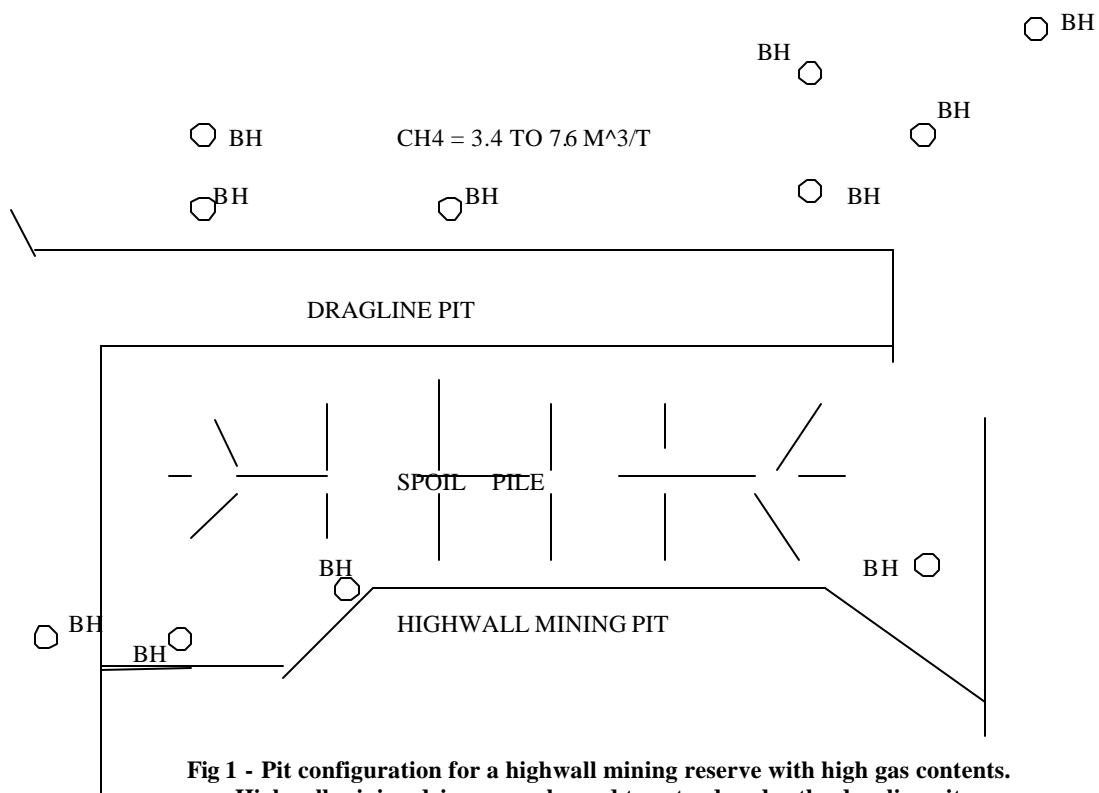 BH
BH
BH
BH
CH4 = 3.4 TO 7.6 M^3/T
BH
BH
BH
DRAGLINE PIT
SPOIL PILE
BH
BH
BH
HIGHWALL MINING PIT
BH
Fig 1 - Pit configuration for a highwall mining reserve with high gas contents.